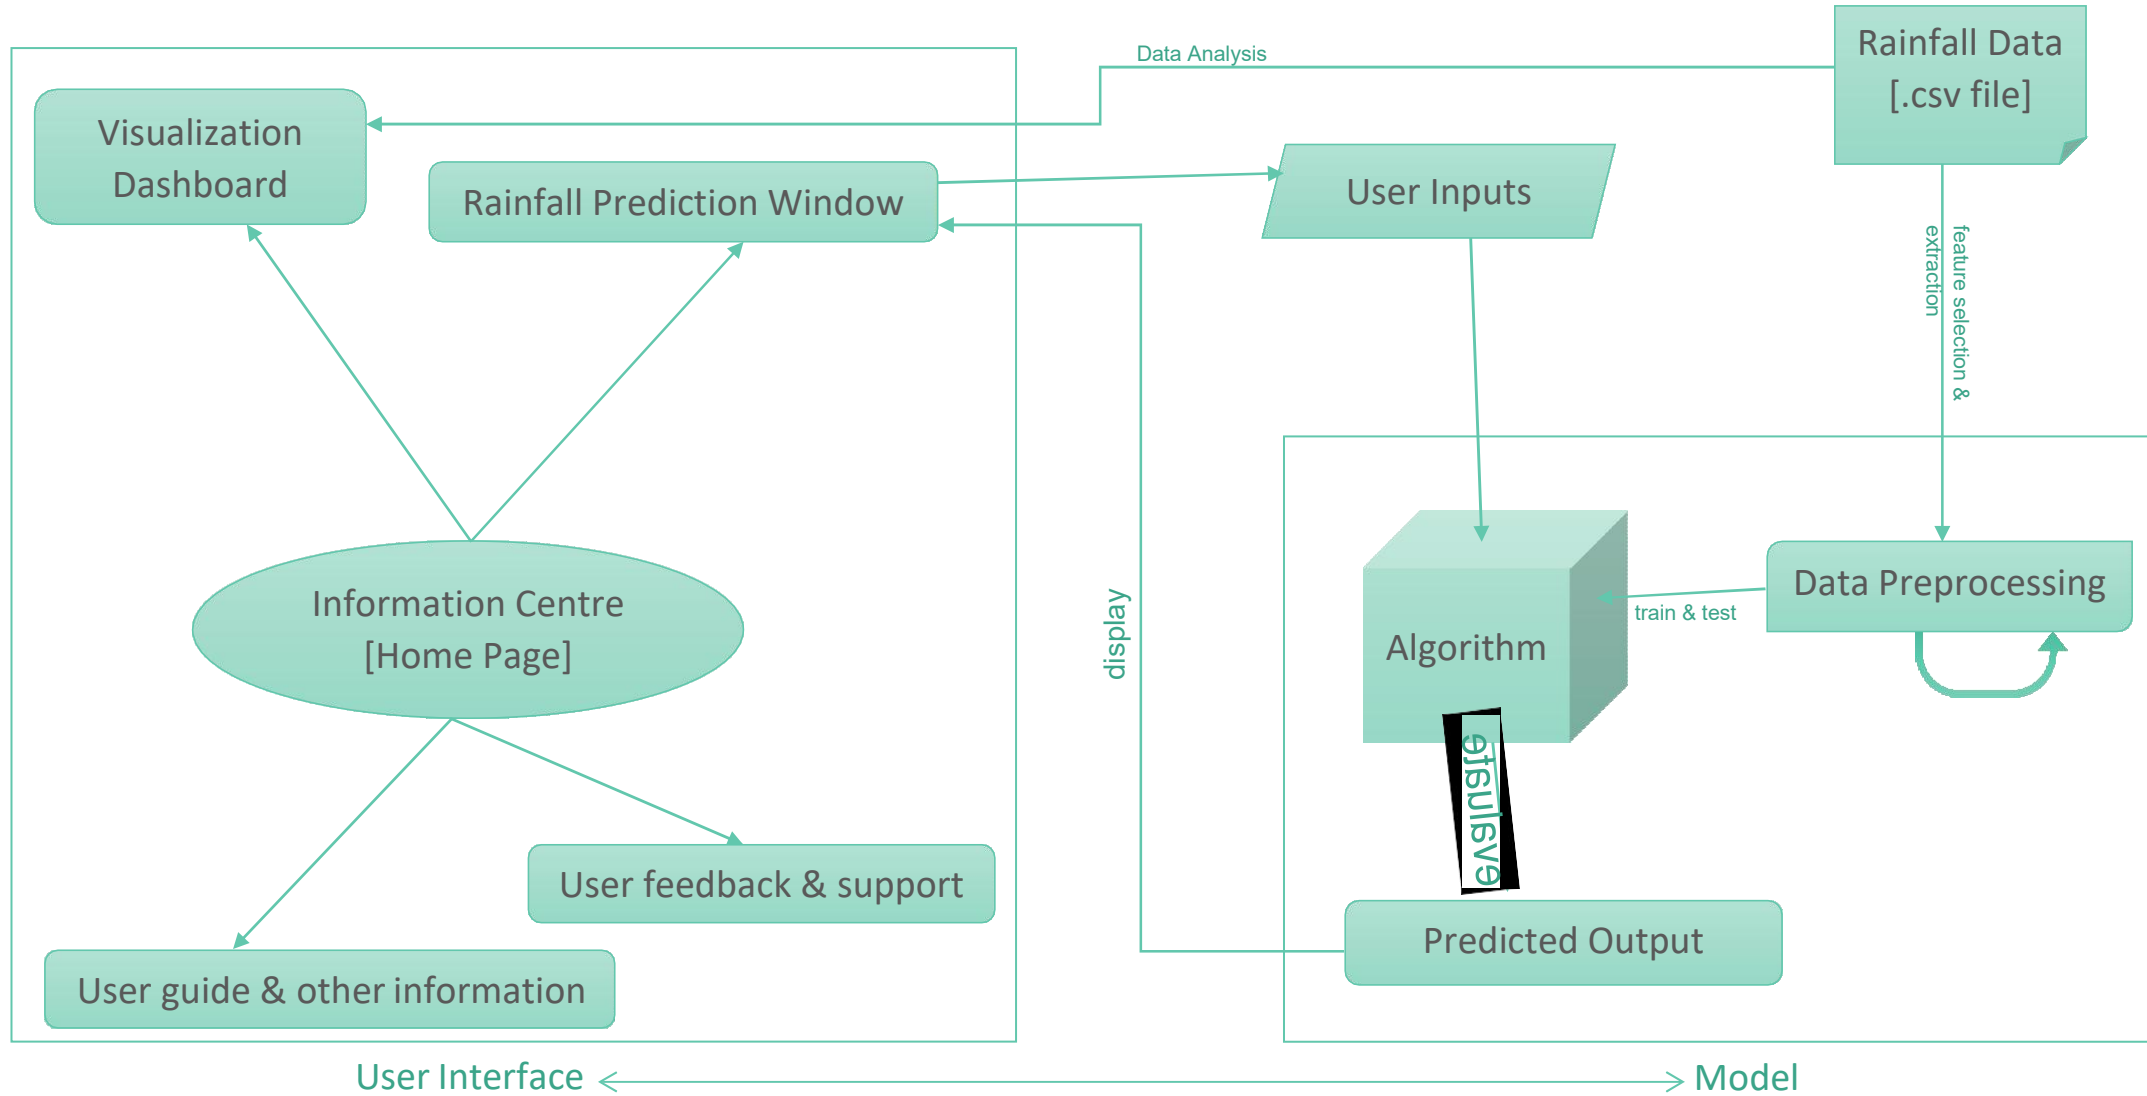 Data Analysis
Rainfall Data
[.csv file]
Visualization
Dashboard
Rainfall Prediction Window
User Inputs
feature selection &
extraction
Information Centre
[Home Page]
display
Algorithm
train & test
Data Preprocessing
evaluate
User feedback & support
Predicted Output
User guide & other information
User Interface
Model